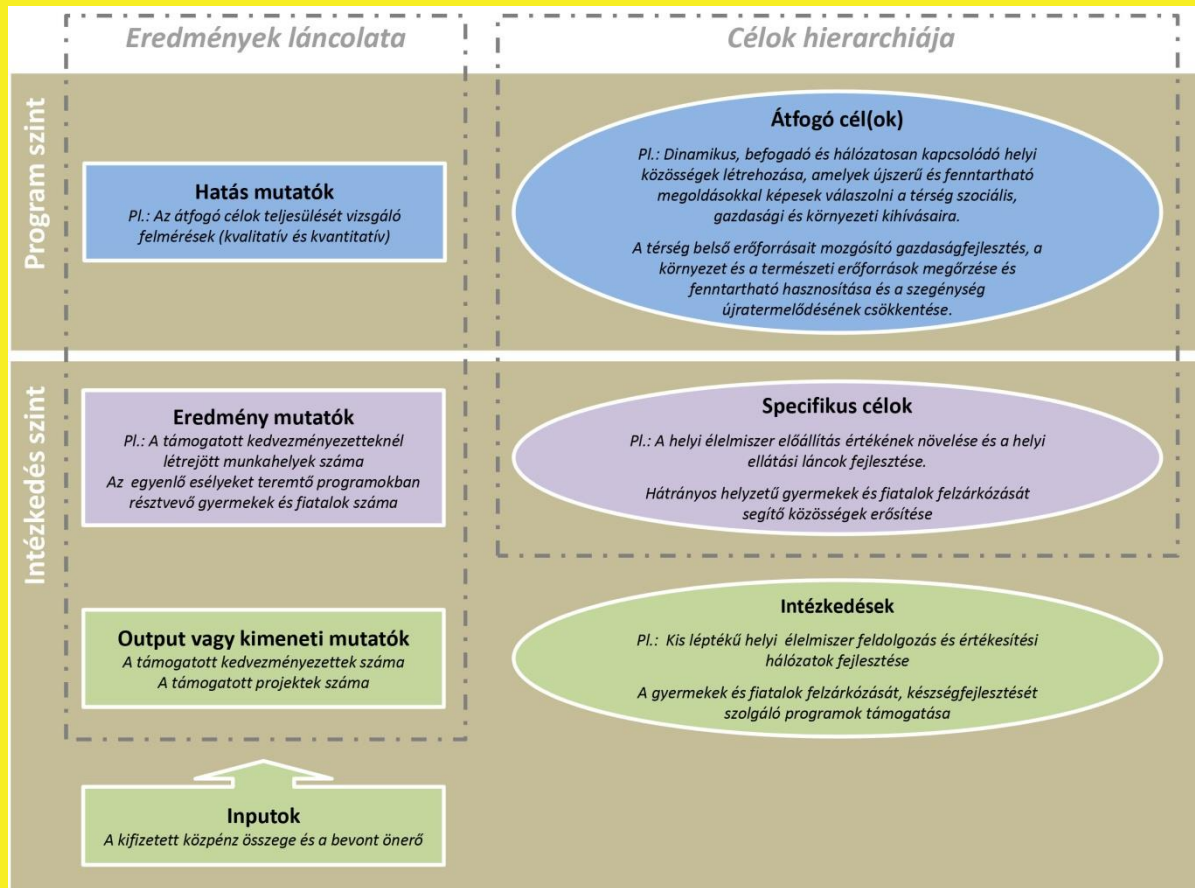 Eredmények láncolata
Célok hierarchiája
Program szint
Hatás mutatók
Pl.: Az átfogó célok teljesülését vizsgáló
felmérések (kvalitatív és kvantitatív)
Átfogó cél(ok)
Pl.: Dinamikus, befogadó és hálózatosan kapcsolódó helyi
közösségek létrehozása, amelyek újszerű és fenntartható
megoldásokkal képesek válaszolni a térség szociális,
gazdasági és környezeti kihívásaira.
A térség belső erőforrásait mozgósító gazdaságfejlesztés, a
környezet és a természeti erőforrások megőrzése és
fenntartható hasznosítása és a szegénység
újratermelődésének csökkentése.
Intézkedés szint
Eredmény mutatók
Pl.: A támogatott kedvezményezetteknél
létrejött munkahelyek száma
Az egyenlő esélyeket teremtő programokban
résztvevő gyermekek és fiatalok száma
Specifikus célok
Pl.: A helyi élelmiszer előállítás értékének növelése és a helyi
ellátási láncok fejlesztése.
Hátrányos helyzetű gyermekek és fiatalok felzárkózását
segítő közösségek erősítése
Output vagy kimeneti mutatók
A támogatott kedvezményezettek száma
A támogatott projektek száma
Intézkedések
Pl.: Kis léptékű helyi élelmiszer feldolgozás és értékesítési
hálózatok fejlesztése
A gyermekek és fiatalok felzárkózását, készségfejlesztését
szolgáló programok támogatása
Inputok
A kifizetett közpénz összege és a bevont önerő